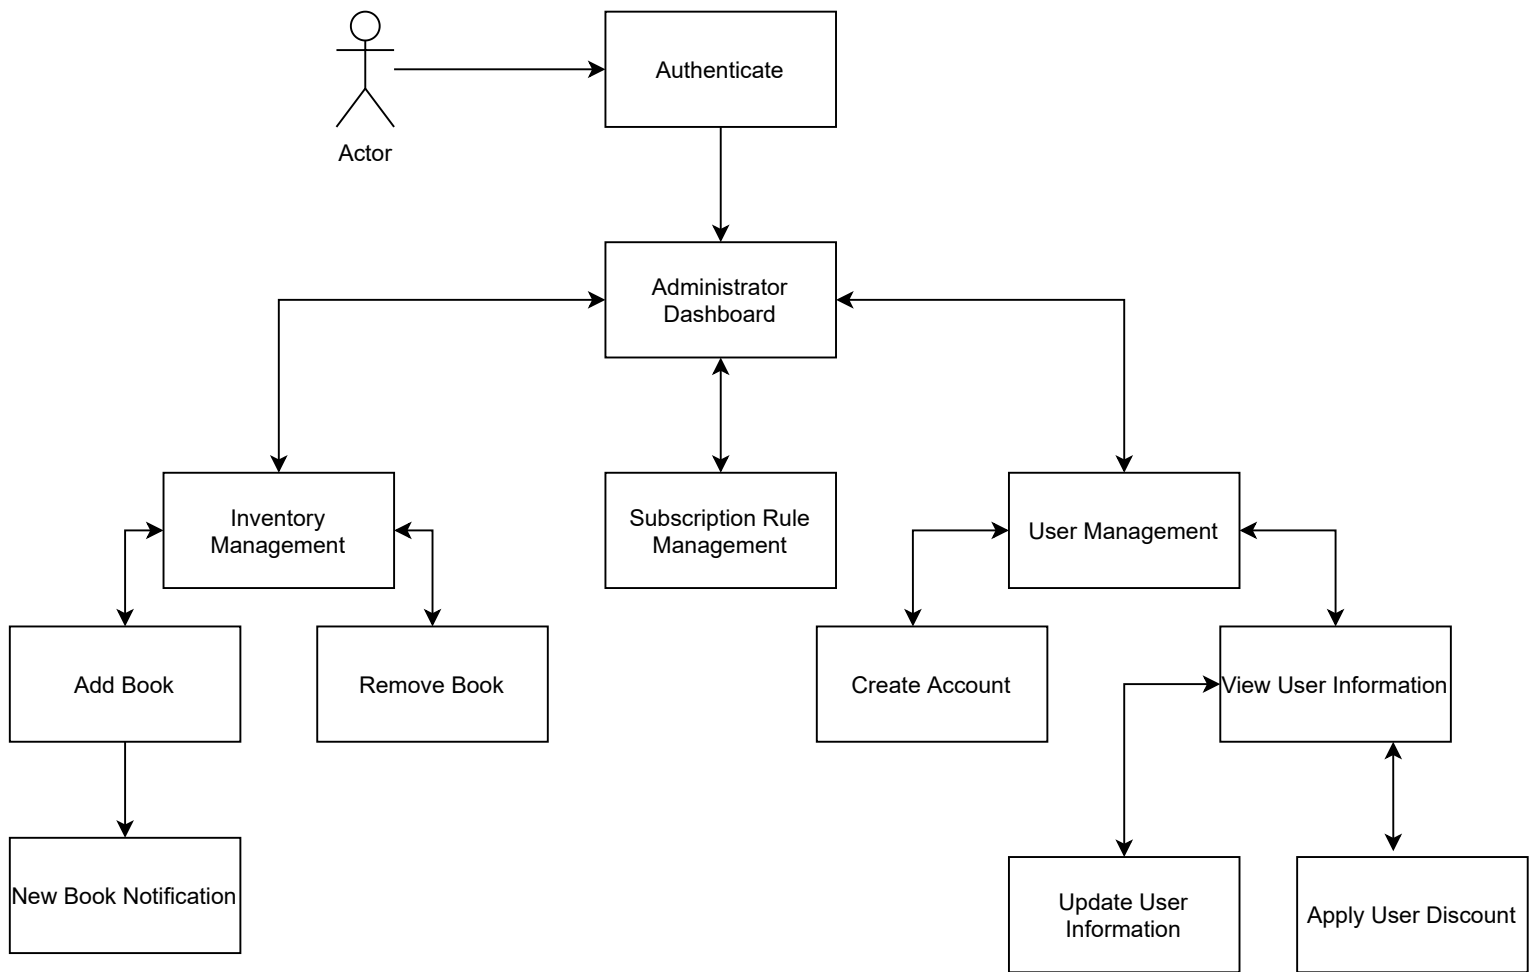 Authenticate
Actor
Administrator
Dashboard
Inventory
Management
Subscription Rule
Management
User Management
Add Book
Remove Book
Create Account
View User Information
New Book Notification
Update User
Information
Apply User Discount